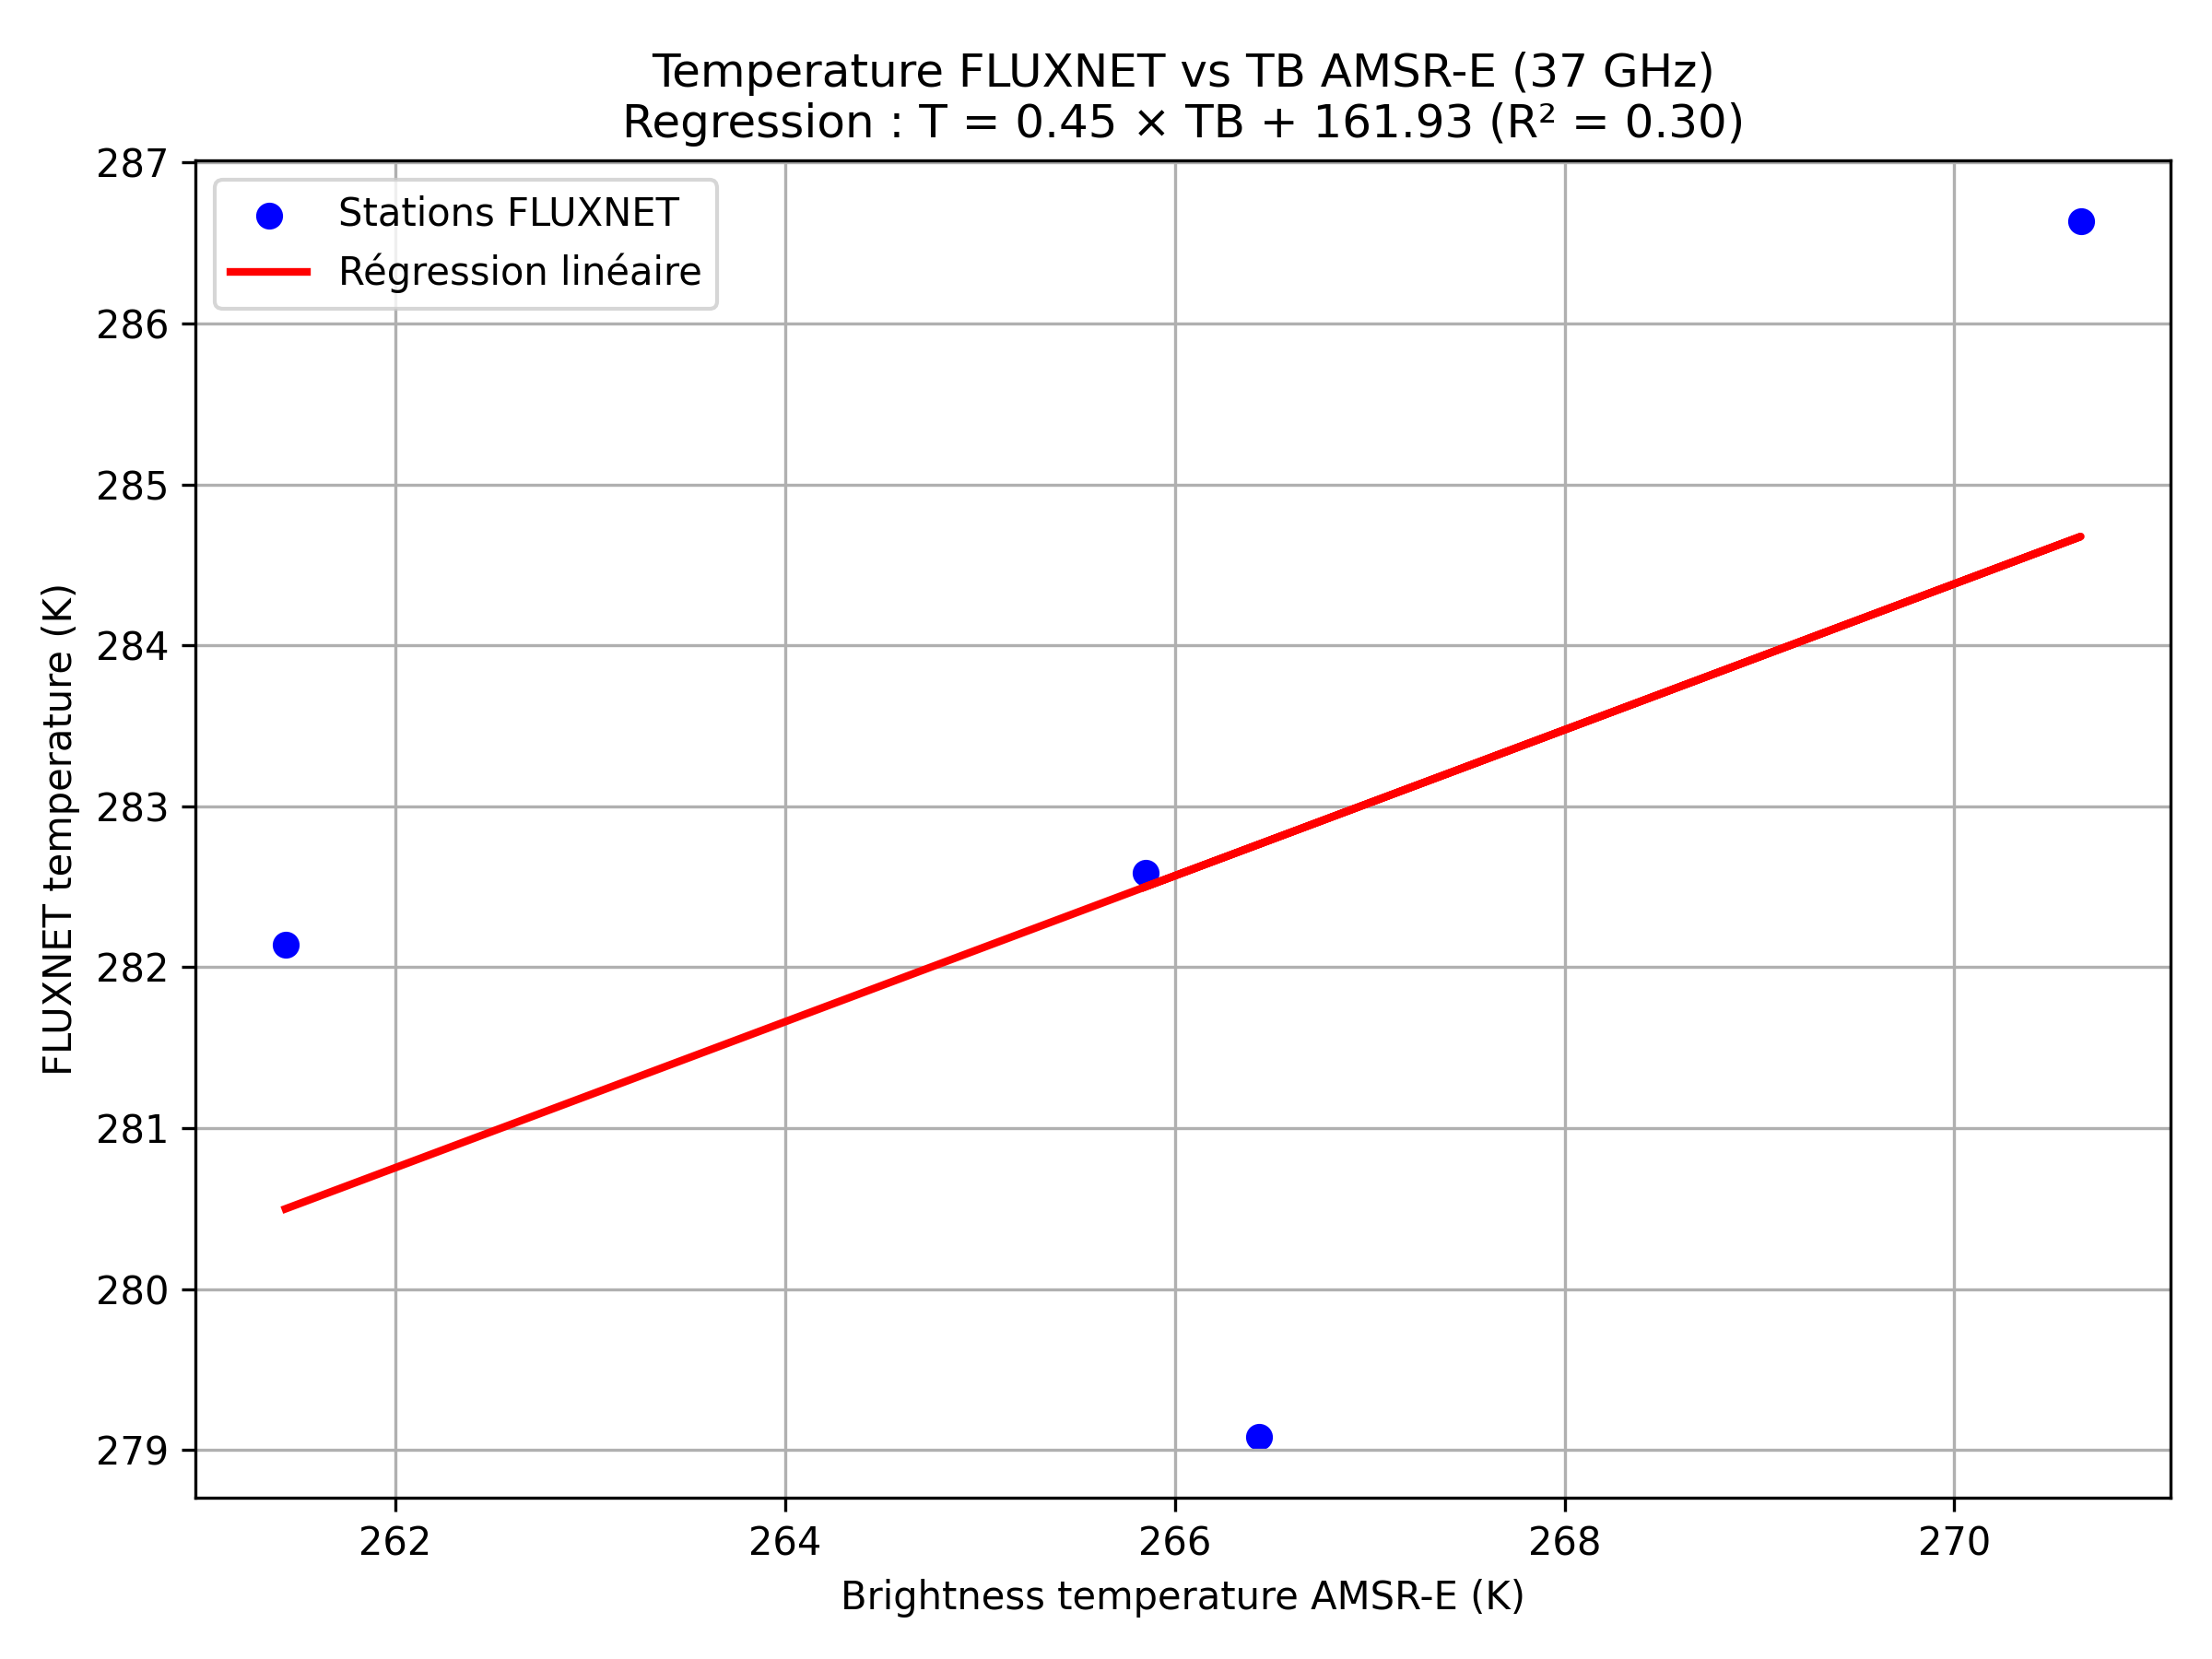 Temperature FLUXNET vs TB AMSR-E (37 GHz)
Regression : T = 0.45 × TB + 161.93 (R² = 0.30)
Stations FLUXNET
Régression linéaire
FLUXNET temperature (K)
287
286
285
284
283
282
281
280
279
262
264
266
268
270
Brightness temperature AMSR-E (K)